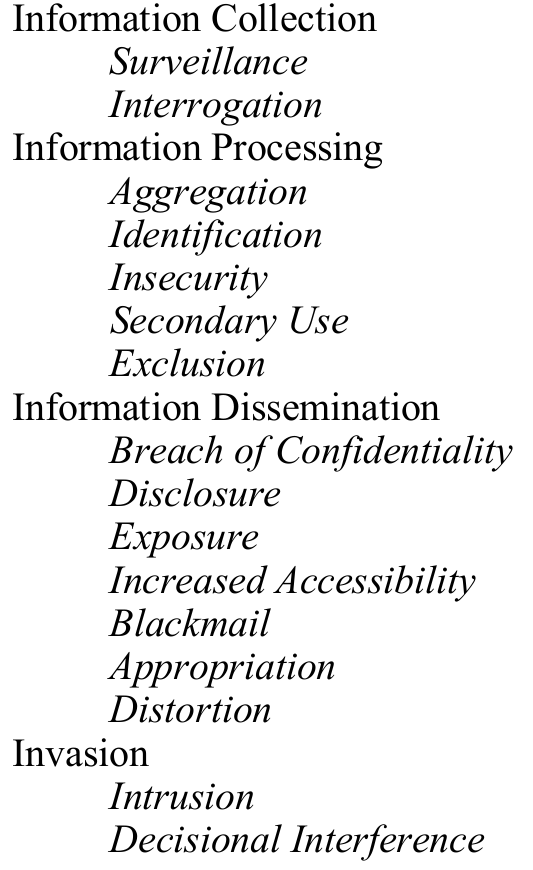 Information Collection
Surveillance
Interrogation
Information Processing
Aggregation
Identification
Insecurity
Secondary Use
Exclusion
Information Dissemination
Breach of Confidentiality
Disclosure
Exposure
Increased Accessibility
Blackmail
Appropriation
Distortion
Invasion
Intrusion
Decisional Interference